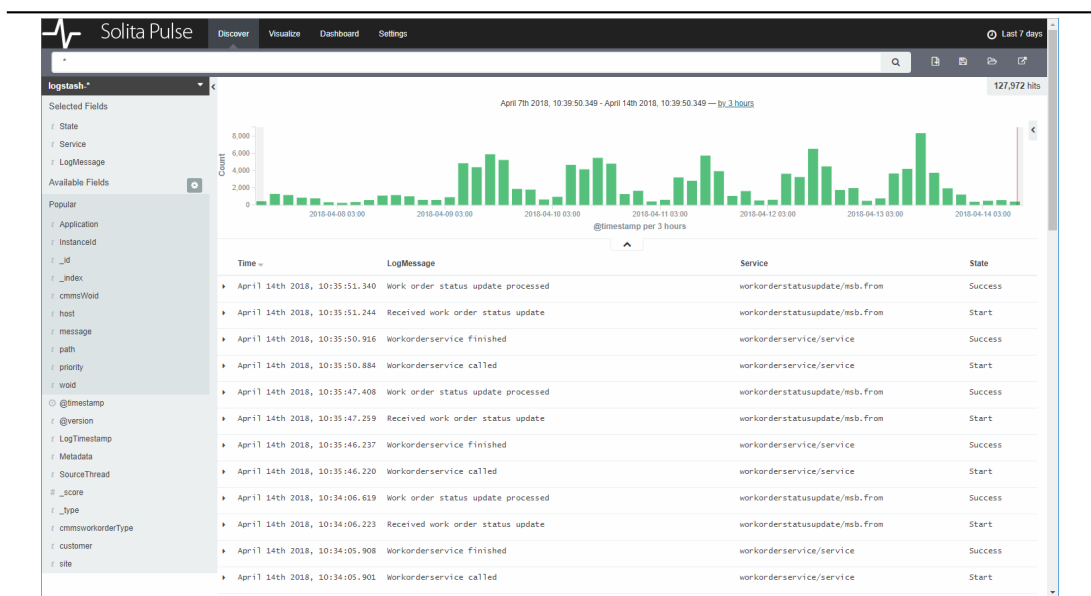 Solita Pulse
Discover Visualize Dashboard Settings
Last 7 days
*
logstash-*
127,972 hits
Selected Fields
t State
t Service
t LogMessage
Available Fields
Popular
t Application
t InstanceId
t _id
t _index
t cmmsWoid
t host
t message
t path
t priority
t woid
@timestamp
t @version
t LogTimestamp
t Metadata
t SourceThread
# _score
t _type
t cmmsworkorderType
t customer
t site
April 7th 2018, 10:39:50.349 - April 14th 2018, 10:39:50.349 — by 3 hours
Count
8,000
6,000
4,000
2,000
0
2018-04-08 03:00 2018-04-09 03:00 2018-04-10 03:00 2018-04-11 03:00 2018-04-12 03:00 2018-04-13 03:00 2018-04-14 03:00
@timestamp per 3 hours
Time LogMessage Service State
April 14th 2018, 10:35:51.340 Work order status update processed workorderstatusupdate/msb.from Success
April 14th 2018, 10:35:51.244 Received work order status update workorderstatusupdate/msb.from Start
April 14th 2018, 10:35:50.916 Workorderservice finished workorderservice/service Success
April 14th 2018, 10:35:50.884 Workorderservice called workorderservice/service Start
April 14th 2018, 10:35:47.408 Work order status update processed workorderstatusupdate/msb.from Success
April 14th 2018, 10:35:47.259 Received work order status update workorderstatusupdate/msb.from Start
April 14th 2018, 10:35:46.237 Workorderservice finished workorderservice/service Success
April 14th 2018, 10:35:46.220 Workorderservice called workorderservice/service Start
April 14th 2018, 10:34:06.619 Work order status update processed workorderstatusupdate/msb.from Success
April 14th 2018, 10:34:06.223 Received work order status update workorderstatusupdate/msb.from Start
April 14th 2018, 10:34:05.908 Workorderservice finished workorderservice/service Success
April 14th 2018, 10:34:05.901 Workorderservice called workorderservice/service Start